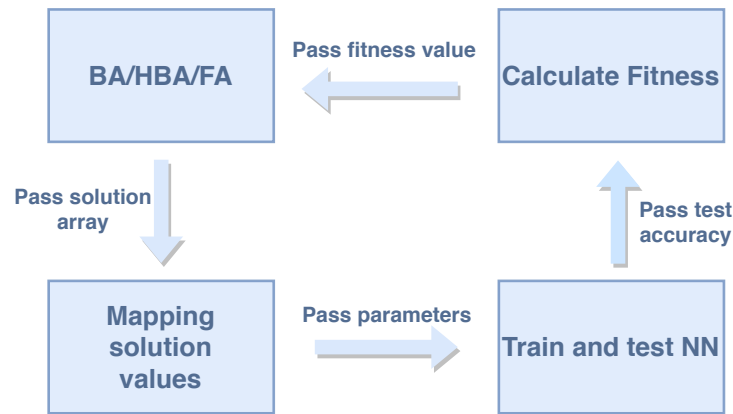 BA/HBA/FA
Pass fitness value
Calculate Fitness
Pass solution
array
Pass test
accuracy
Mapping
solution
values
Pass parameters
Train and test NN